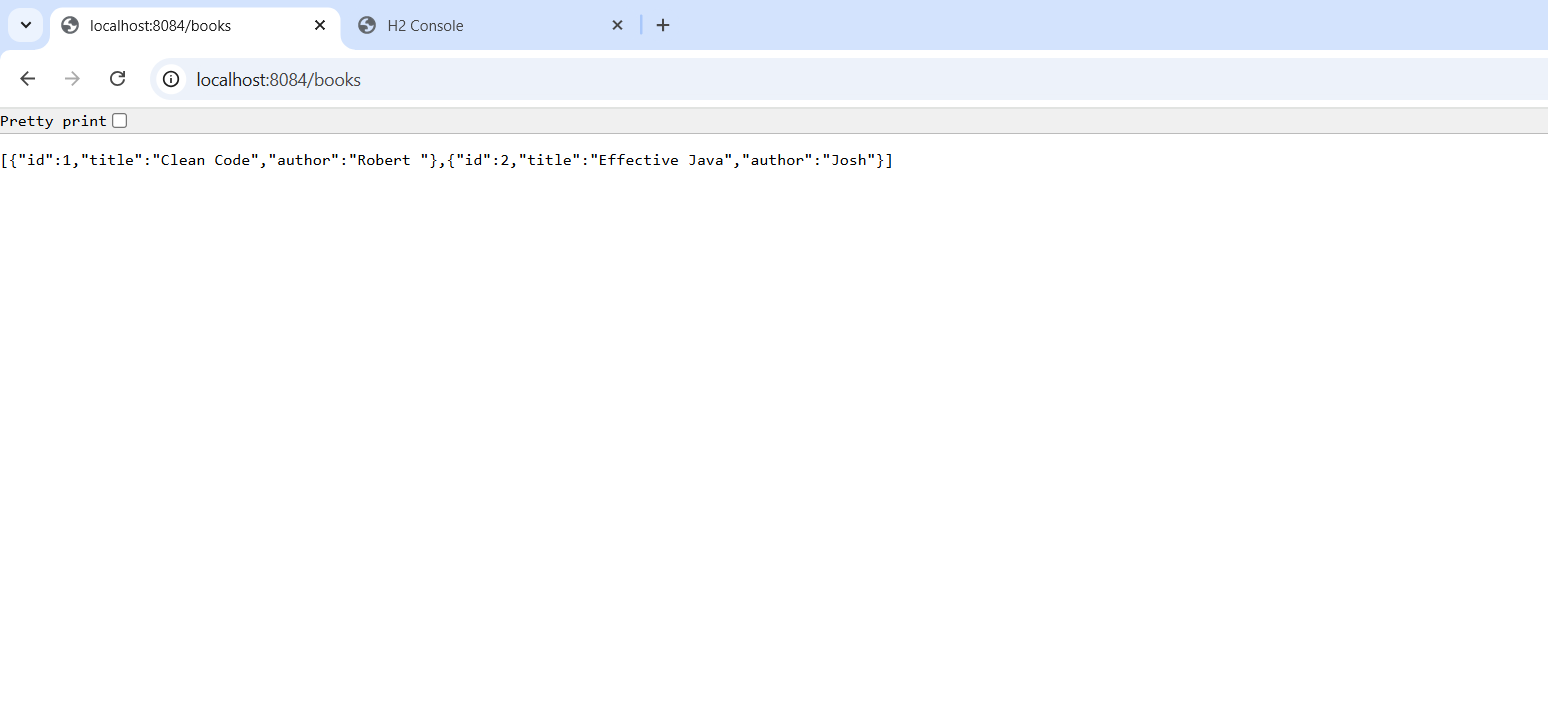 localhost:8084/books
H2 Console
localhost:8084/books
Pretty print
[{"id":1,"title":"Clean Code","author":"Robert "},{"id":2,"title":"Effective Java","author":"Josh"}]